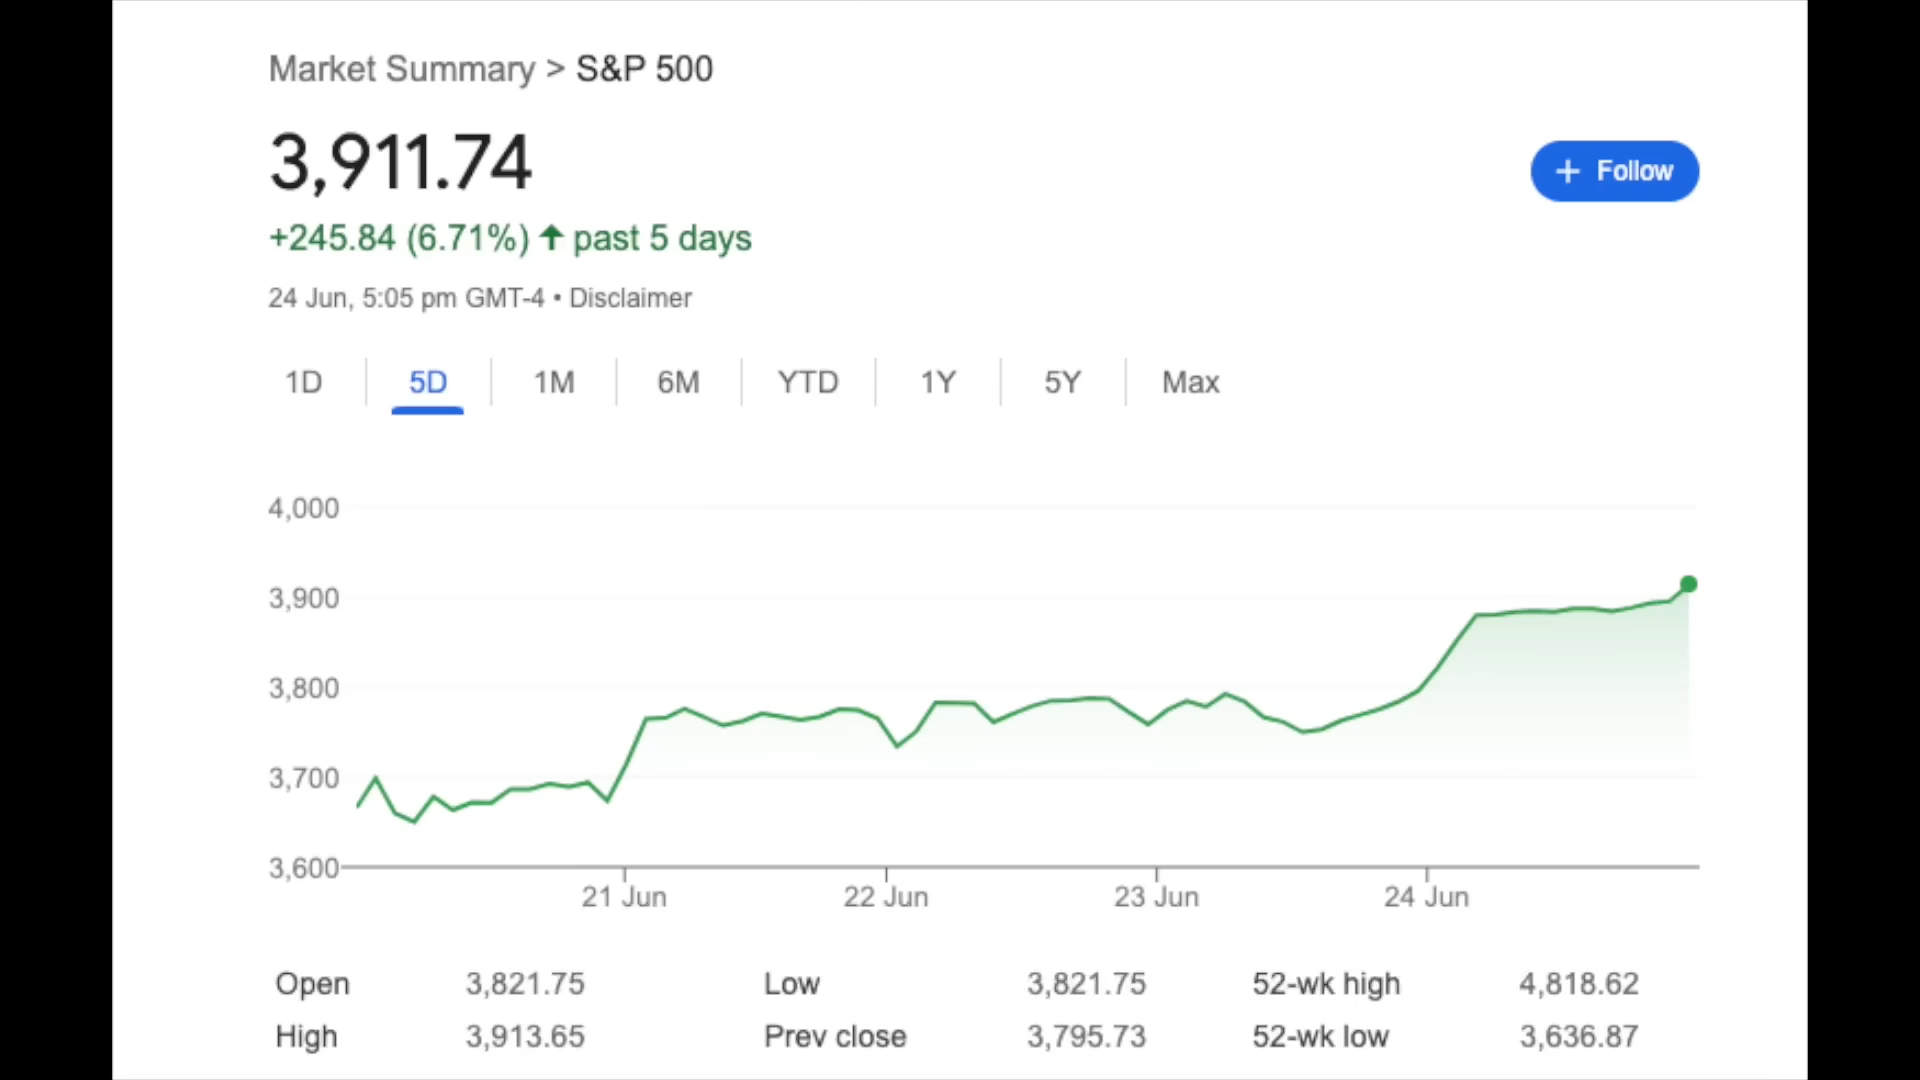 Market Summary > S&P 500
3,911.74
+ Follow
+245.84 (6.71%) ↑ past 5 days
24 Jun, 5:05 pm GMT-4 • Disclaimer
1D 5D 1M 6M YTD 1Y 5Y Max
4,000
3,900
3,800
3,700
3,600
21 Jun 22 Jun 23 Jun 24 Jun
Open 3,821.75 Low 3,821.75 52-wk high 4,818.62
High 3,913.65 Prev close 3,795.73 52-wk low 3,636.87